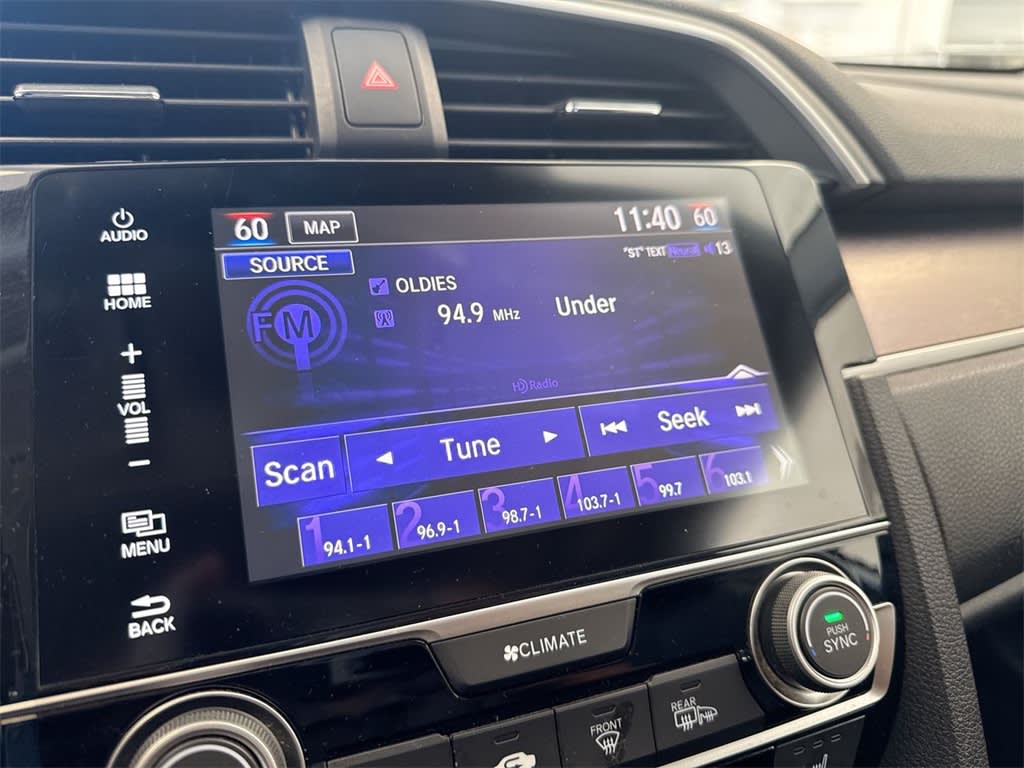 AUDIO
HOME
+
VOL
-
MENU
BACK
60 MAP 11:40 60
"ST" TEXT Neural 13
SOURCE
FM
OLDIES
94.9 MHz Under
HD Radio
Scan Tune Seek
1 94.1-1
2 96.9-1
3 98.7-1
4 103.7-1
5 99.7
6 103.1
CLIMATE
PUSH
SYNC
FRONT
REAR